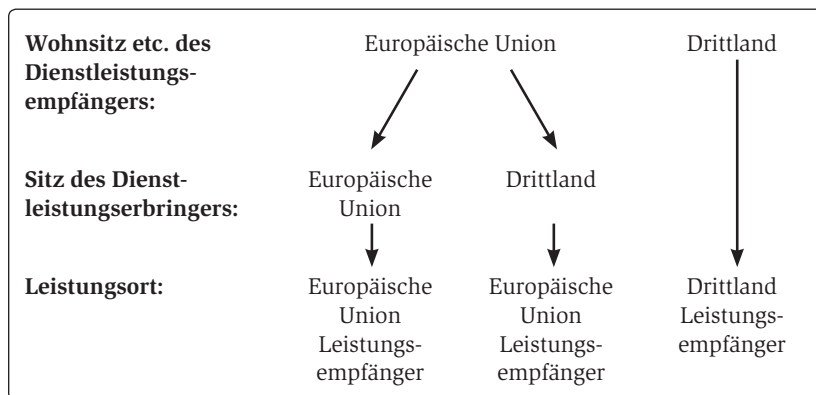 Wohnsitz etc. des
Dienstleistungs-
empfängers:
Europäische Union
Drittland
Sitz des Dienst-
leistungserbringers:
Europäische
Union
Drittland
Leistungsort:
Europäische
Union
Leistungs-
empfänger
Europäische
Union
Leistungs-
empfänger
Drittland
Leistungs-
empfänger